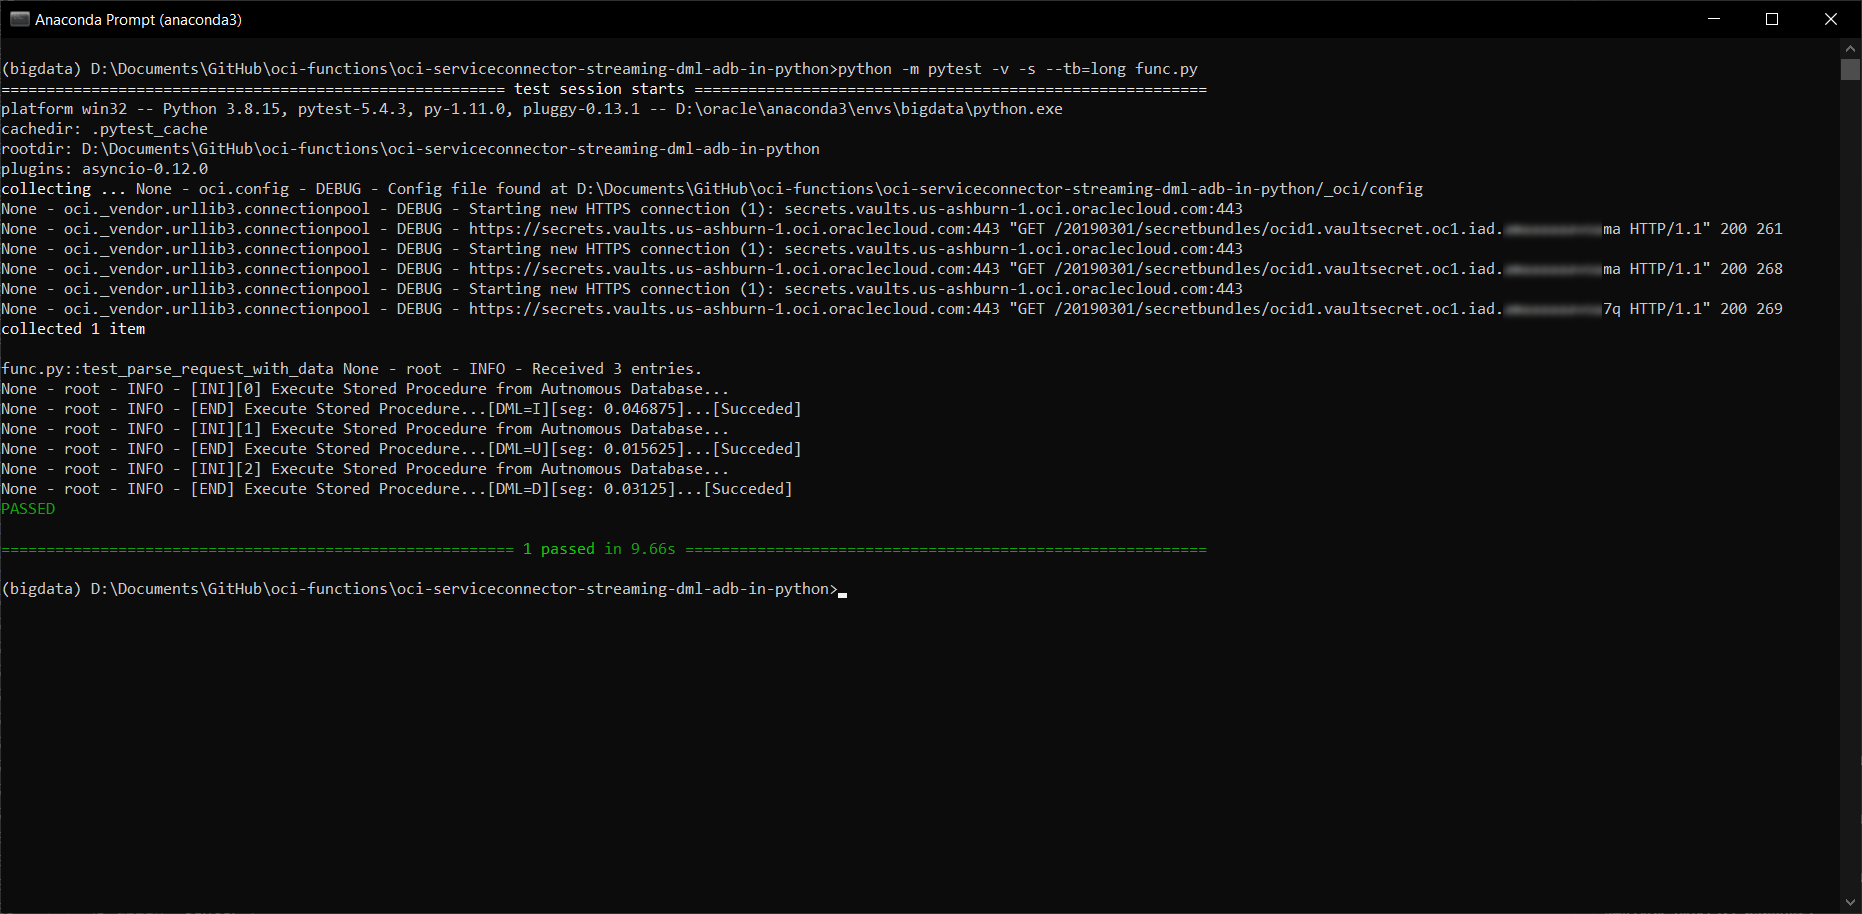 Anaconda Prompt (anaconda3)
(bigdata) D:\Documents\GitHub\oci-functions\oci-serviceconnector-streaming-dml-adb-in-python>python -m pytest -v -s --tb=long func.py
======================================================== test session starts =========================================================
platform win32 -- Python 3.8.15, pytest-5.4.3, py-1.11.0, pluggy-0.13.1 -- D:\oracle\anaconda3\envs\bigdata\python.exe
cachedir: .pytest_cache
rootdir: D:\Documents\GitHub\oci-functions\oci-serviceconnector-streaming-dml-adb-in-python
plugins: asyncio-0.12.0
collecting ... None - oci.config - DEBUG - Config file found at D:\Documents\GitHub\oci-functions\oci-serviceconnector-streaming-dml-adb-in-python/_oci/config
None - oci._vendor.urllib3.connectionpool - DEBUG - Starting new HTTPS connection (1): secrets.vaults.us-ashburn-1.oci.oraclecloud.com:443
None - oci._vendor.urllib3.connectionpool - DEBUG - https://secrets.vaults.us-ashburn-1.oci.oraclecloud.com:443 "GET /20190301/secretbundles/ocid1.vaultsecret.oc1.iad. ma HTTP/1.1" 200 261
None - oci._vendor.urllib3.connectionpool - DEBUG - Starting new HTTPS connection (1): secrets.vaults.us-ashburn-1.oci.oraclecloud.com:443
None - oci._vendor.urllib3.connectionpool - DEBUG - https://secrets.vaults.us-ashburn-1.oci.oraclecloud.com:443 "GET /20190301/secretbundles/ocid1.vaultsecret.oc1.iad. ma HTTP/1.1" 200 268
None - oci._vendor.urllib3.connectionpool - DEBUG - Starting new HTTPS connection (1): secrets.vaults.us-ashburn-1.oci.oraclecloud.com:443
None - oci._vendor.urllib3.connectionpool - DEBUG - https://secrets.vaults.us-ashburn-1.oci.oraclecloud.com:443 "GET /20190301/secretbundles/ocid1.vaultsecret.oc1.iad. 7q HTTP/1.1" 200 269
collected 1 item
func.py::test_parse_request_with_data None - root - INFO - Received 3 entries.
None - root - INFO - [INI][0] Execute Stored Procedure from Autnomous Database...
None - root - INFO - [END] Execute Stored Procedure...[DML=I][seg: 0.046875]...[Succeded]
None - root - INFO - [INI][1] Execute Stored Procedure from Autnomous Database...
None - root - INFO - [END] Execute Stored Procedure...[DML=U][seg: 0.015625]...[Succeded]
None - root - INFO - [INI][2] Execute Stored Procedure from Autnomous Database...
None - root - INFO - [END] Execute Stored Procedure...[DML=D][seg: 0.03125]...[Succeded]
PASSED
========================================================= 1 passed in 9.66s ==========================================================
(bigdata) D:\Documents\GitHub\oci-functions\oci-serviceconnector-streaming-dml-adb-in-python>